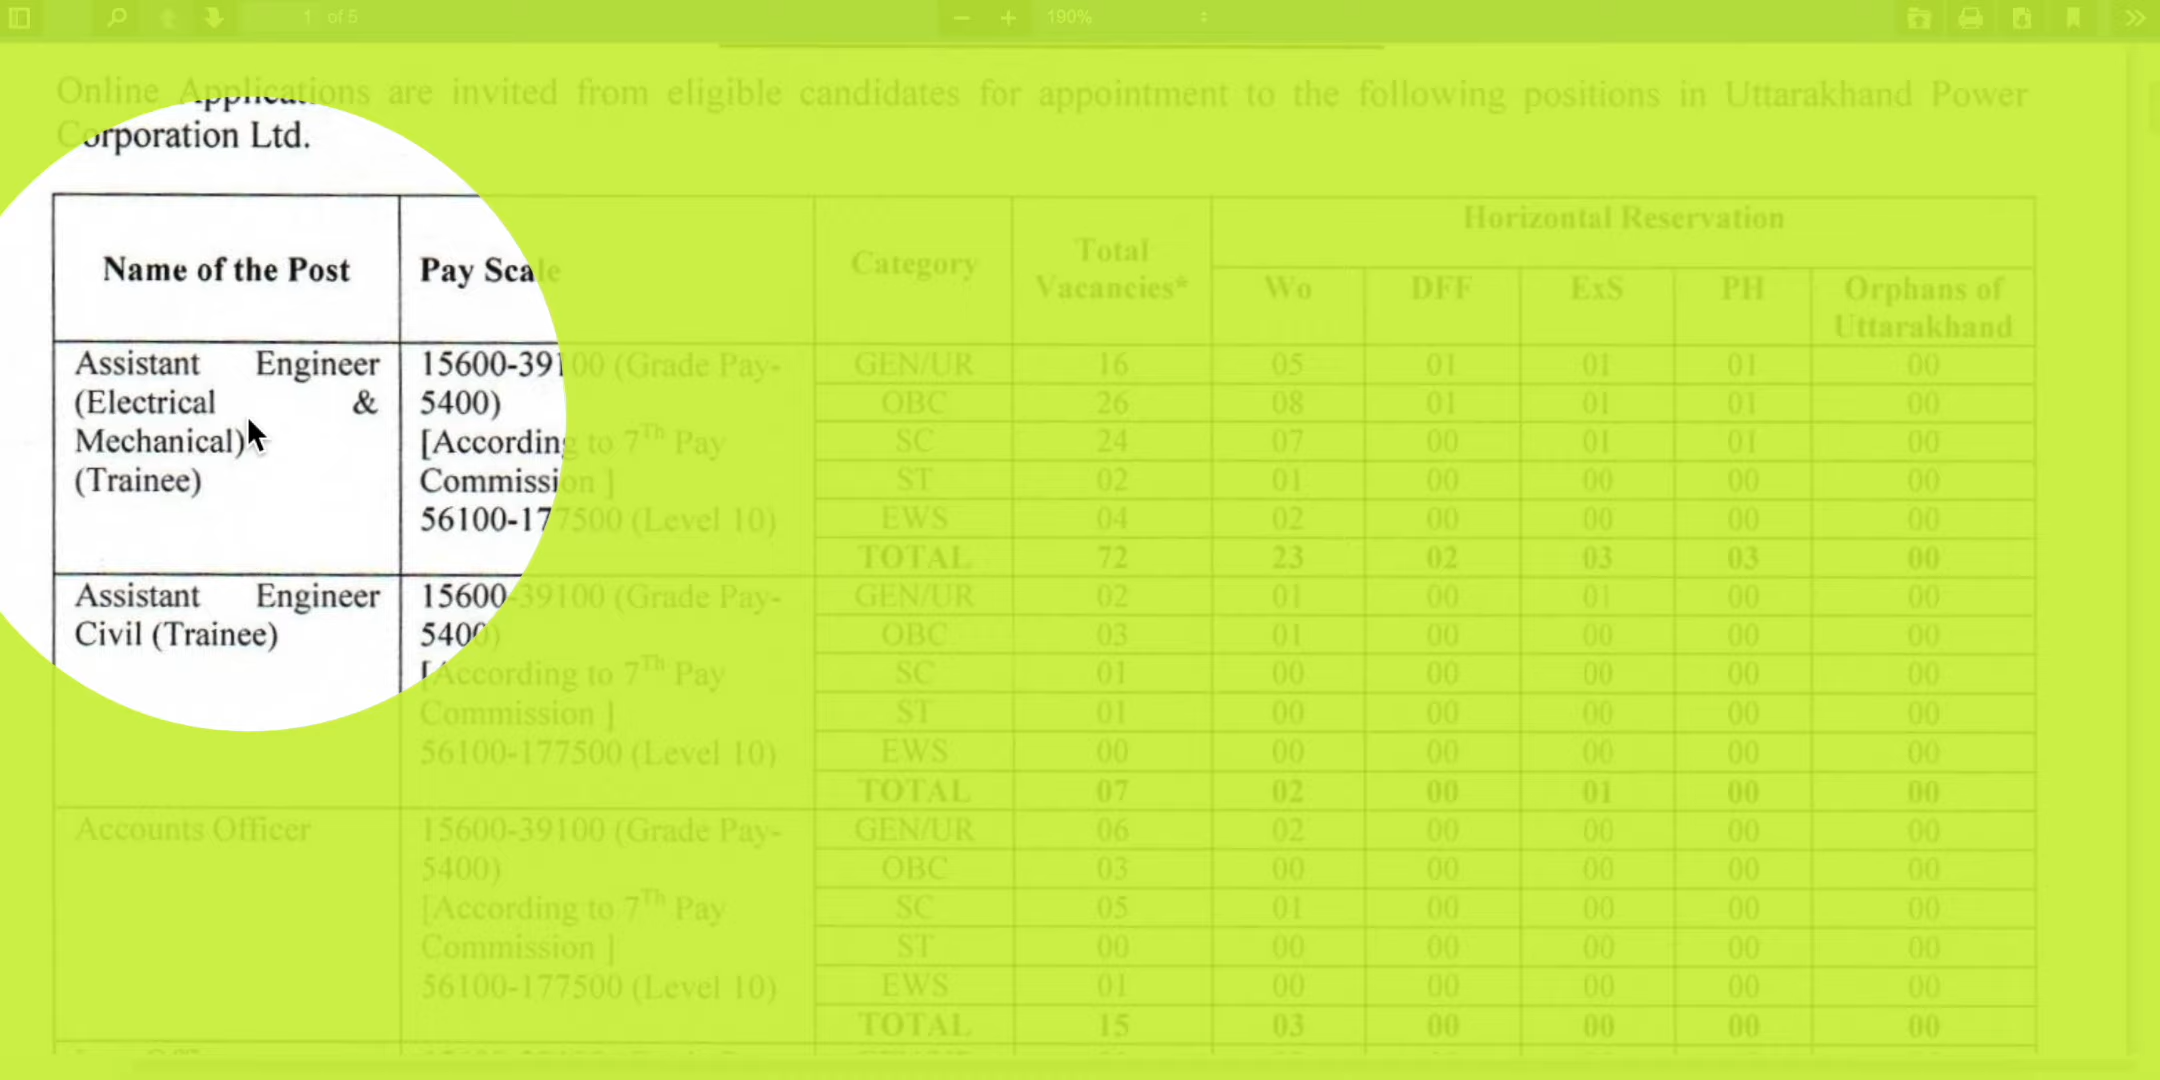 1 of 5 190%
Online Applications are invited from eligible candidates for appointment to the following positions in Uttarakhand Power
Corporation Ltd.
Name of the Post Pay Scale Category Total Vacancies* Horizontal Reservation
Wo DFF ExS PH Orphans of Uttarakhand
Assistant Engineer 15600-39100 (Grade Pay- GEN/UR 16 05 01 01 01 00
(Electrical & 5400) OBC 26 08 01 01 01 00
Mechanical) [According to 7Th Pay SC 24 07 00 01 01 00
(Trainee) Commission ] ST 02 01 00 00 00 00
56100-177500 (Level 10) EWS 04 02 00 00 00 00
TOTAL 72 23 02 03 03 00
Assistant Engineer 15600-39100 (Grade Pay- GEN/UR 02 01 00 01 00 00
Civil (Trainee) 5400) OBC 03 01 00 00 00 00
[According to 7Th Pay SC 01 00 00 00 00 00
Commission ] ST 01 00 00 00 00 00
56100-177500 (Level 10) EWS 00 00 00 00 00 00
TOTAL 07 02 00 01 00 00
Accounts Officer 15600-39100 (Grade Pay- GEN/UR 06 02 00 00 00 00
5400) OBC 03 00 00 00 00 00
[According to 7Th Pay SC 05 01 00 00 00 00
Commission ] ST 00 00 00 00 00 00
56100-177500 (Level 10) EWS 01 00 00 00 00 00
TOTAL 15 03 00 00 00 00